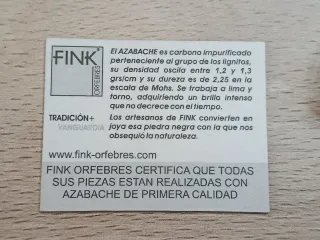 FINK
ORFEBRES
El AZABACHE es carbono impurificado
perteneciente al grupo de los lignitos,
su densidad oscila entre 1,2 y 1,3
grs/cm y su dureza es de 2,25 en la
escala de Mohs. Se trabaja a lima y
torno, adquiriendo un brillo intenso
que no decrece con el tiempo.
TRADICIÓN +
VANGUARDIA
Los artesanos de FINK convierten en
joya esa piedra negra con la que nos
obsequió la naturaleza.
www.fink-orfebres.com
FINK ORFEBRES CERTIFICA QUE TODAS
SUS PIEZAS ESTAN REALIZADAS CON
AZABACHE DE PRIMERA CALIDAD